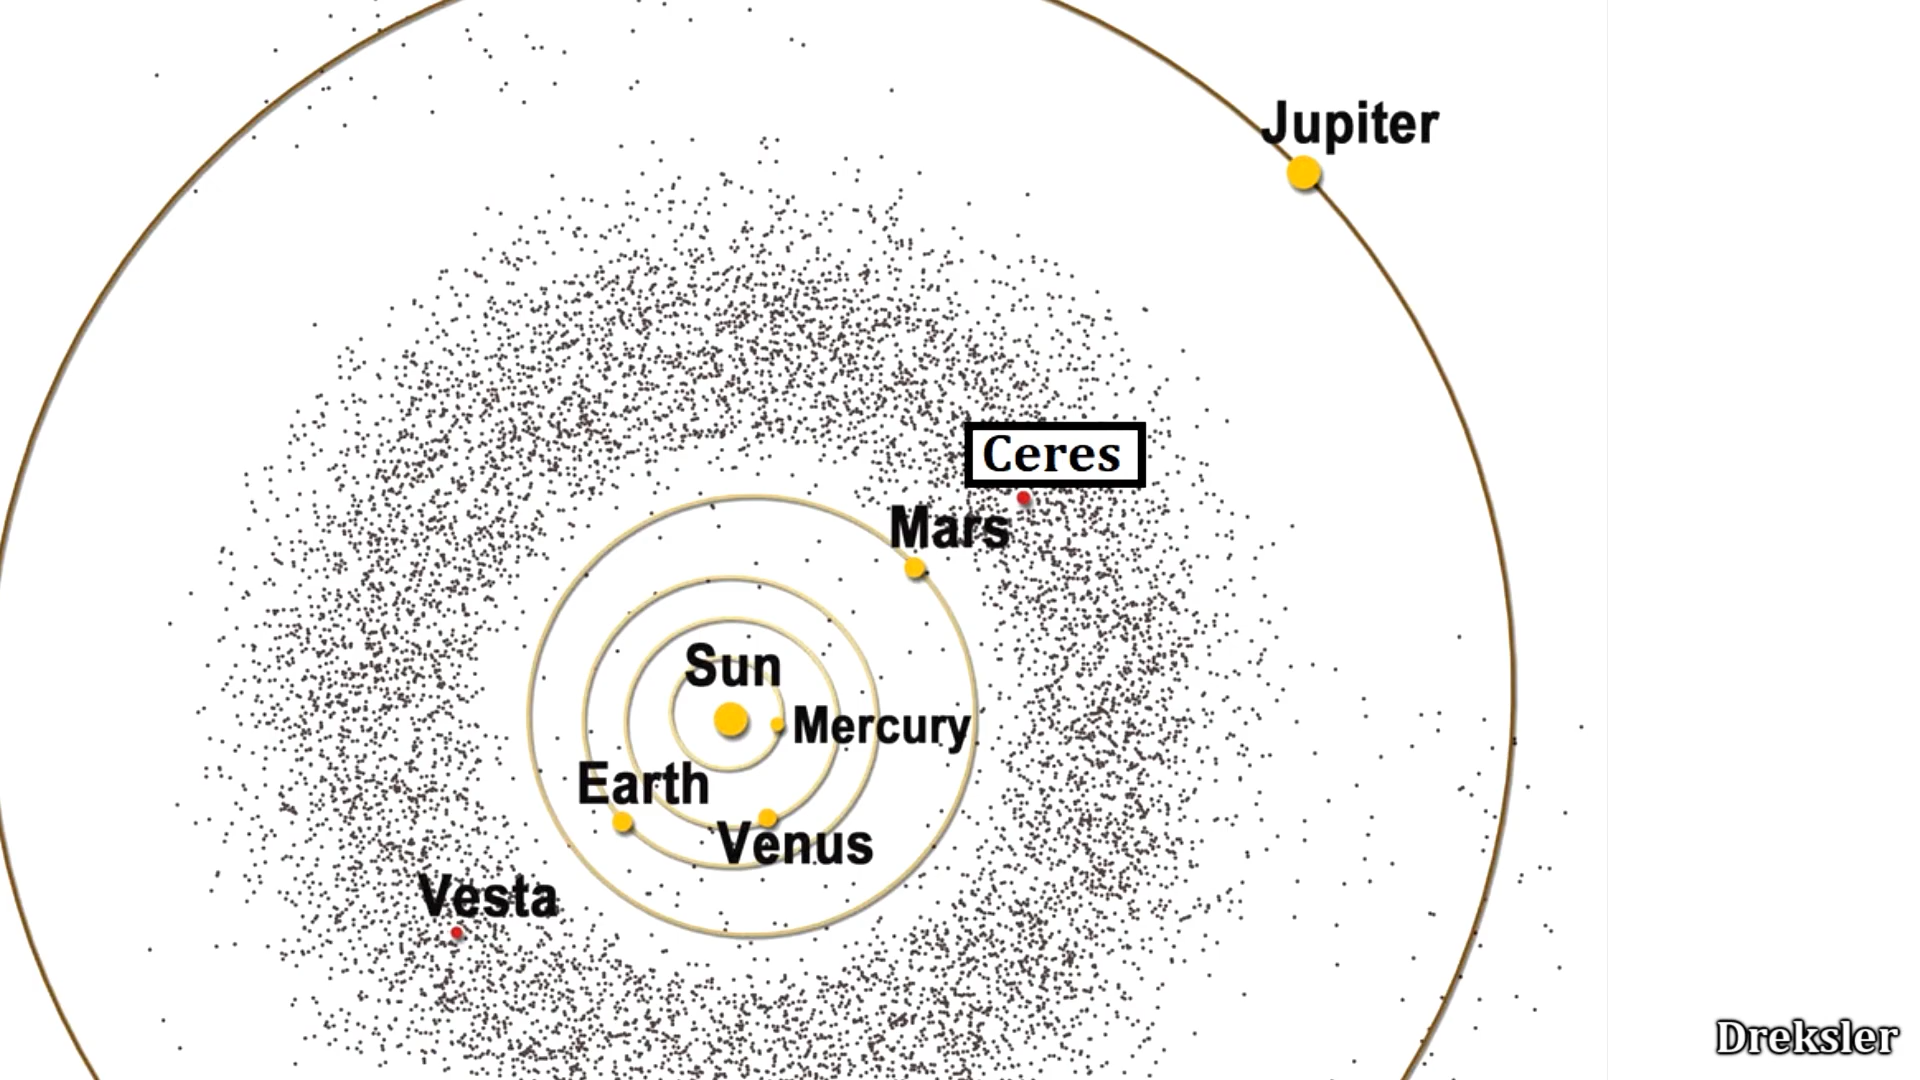 Jupiter
Ceres
Mars
Sun
Mercury
Earth
Venus
Vesta
Dreksler